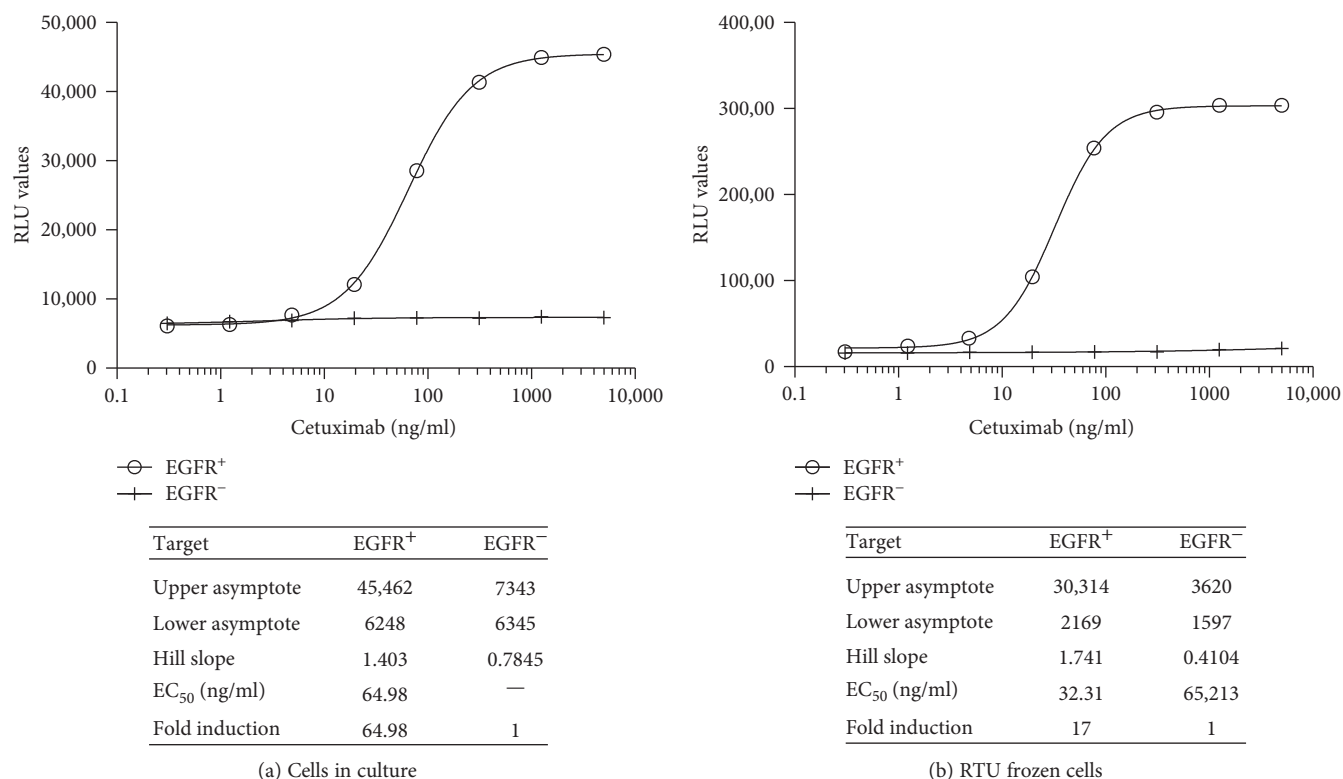 50,000
40,000
30,000
20,000
10,000
0
RLU values
0.1 1 10 100 1000 10,000
Cetuximab (ng/ml)
EGFR⁺
EGFR⁻
Target EGFR⁺ EGFR⁻
Upper asymptote 45,462 7343
Lower asymptote 6248 6345
Hill slope 1.403 0.7845
EC₅₀ (ng/ml) 64.98 —
Fold induction 64.98 1
(a) Cells in culture
400,00
300,00
200,00
100,00
0
RLU values
0.1 1 10 100 1000 10,000
Cetuximab (ng/ml)
EGFR⁺
EGFR⁻
Target EGFR⁺ EGFR⁻
Upper asymptote 30,314 3620
Lower asymptote 2169 1597
Hill slope 1.741 0.4104
EC₅₀ (ng/ml) 32.31 65,213
Fold induction 17 1
(b) RTU frozen cells